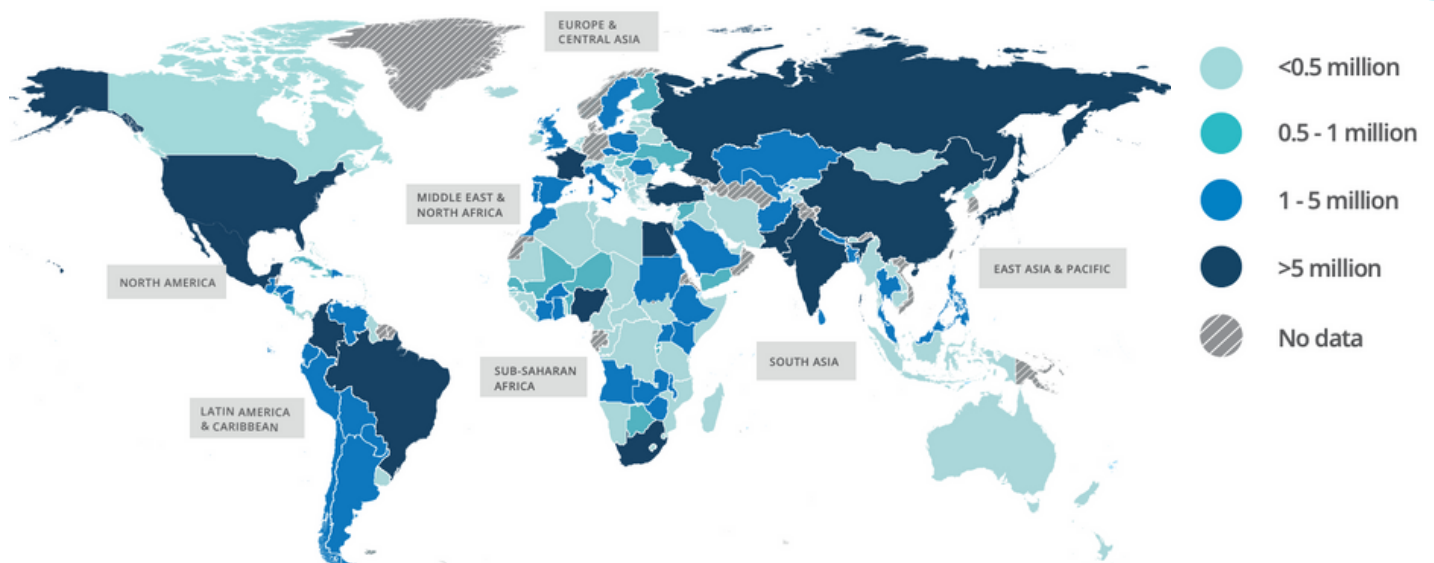 EUROPE &
CENTRAL ASIA
MIDDLE EAST &
NORTH AFRICA
NORTH AMERICA
EAST ASIA & PACIFIC
SUB-SAHARAN
AFRICA
SOUTH ASIA
LATIN AMERICA
& CARIBBEAN
<0.5 million
0.5 - 1 million
1 - 5 million
>5 million
No data